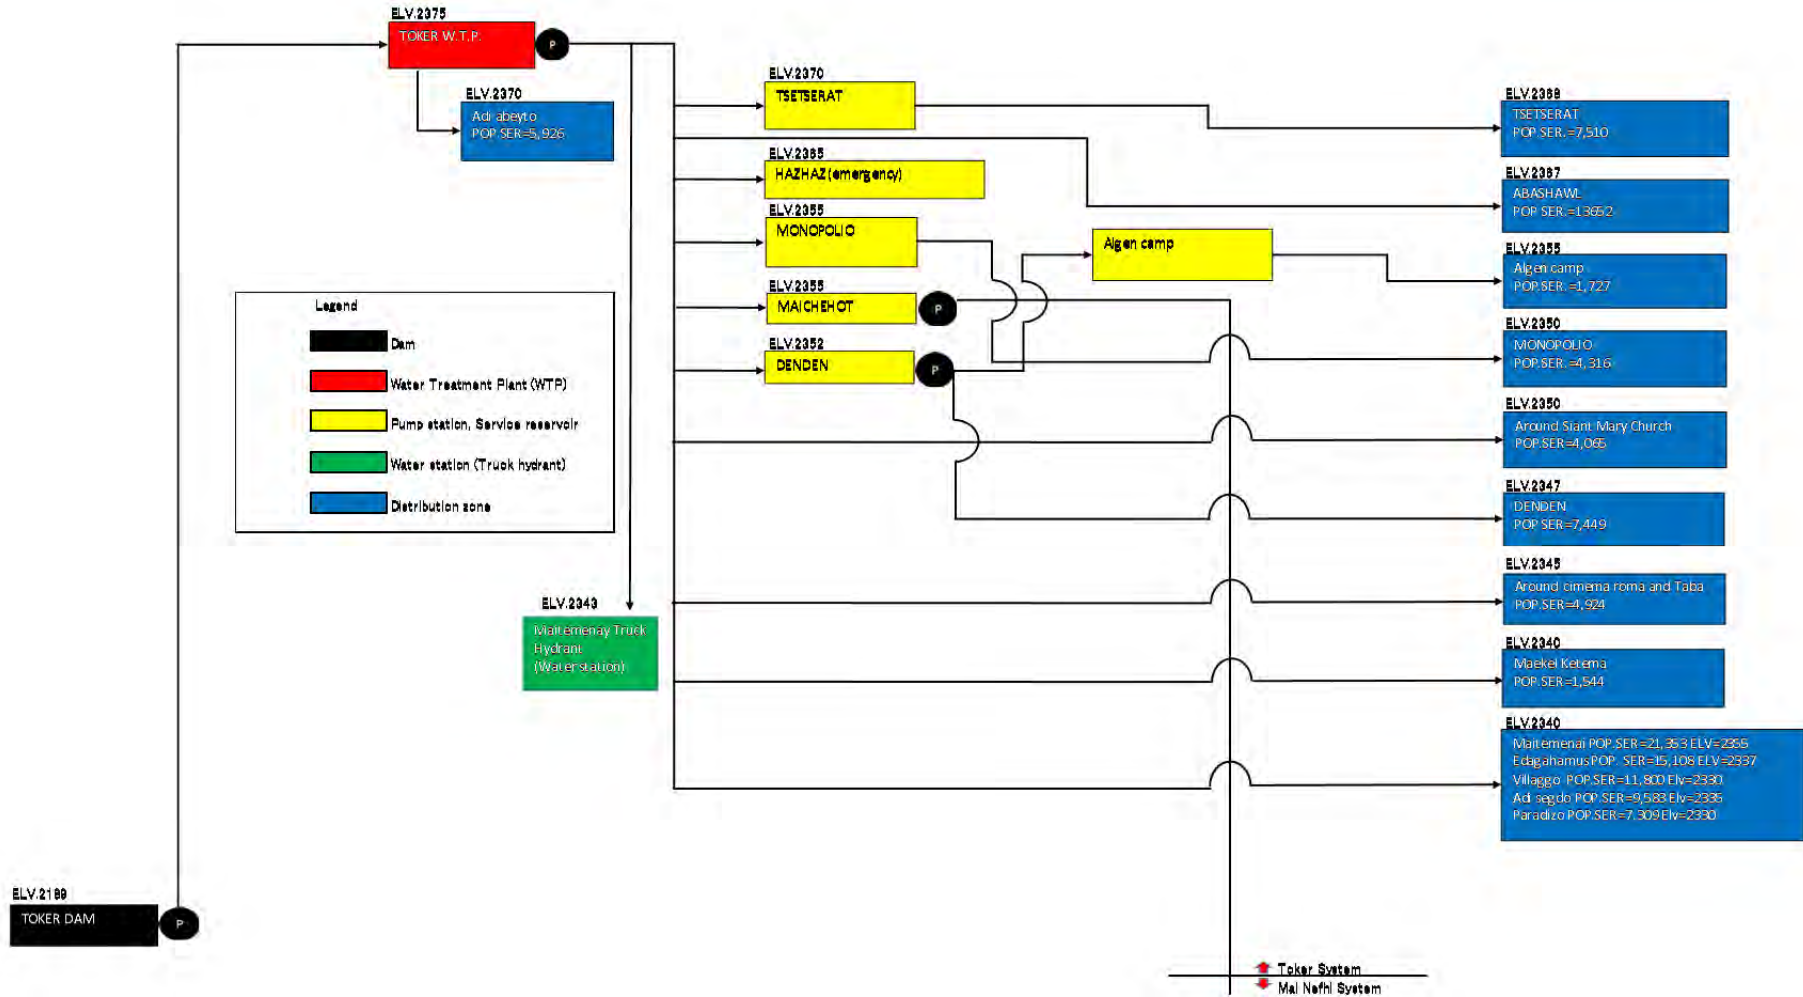 ELV.2375
TOKER W.T.P.
P
ELV.2370
Adi abeyto
POP SER=5,926
ELV.2370
TSETSERAT
ELV.2365
HAZHAZ(emergency)
ELV.2355
MONOPOLIO
ELV.2355
MAICHEHOT
P
ELV.2352
DENDEN
P
Algen camp
ELV.2368
TSETSERAT
POP SER. =7,510
ELV.2367
ABASHAWL
POP SER.=13652
ELV.2355
Algen camp
POP.SER. =1,727
ELV.2350
MONOPOLIO
POP.SER. =4,316
ELV.2350
Around Siant Mary Church
POP.SER=4,065
ELV.2347
DENDEN
POP SER=7,449
ELV.2345
Around cimema roma and Taba
POP.SER=4,924
ELV.2340
Maekel Ketema
POP.SER=1,544
ELV.2340
Maitemenai POP.SER=21,353 ELV=2355
Edagahamus POP. SER=15,108 ELV=2337
Villaggo POP.SER=11,800 Elv=2330
Adi segdo POP.SER=9,583 Elv=2335
Paradizo POP.SER=7.309 Elv=2330
Legend
Dam
Water Treatment Plant (WTP)
Pump station, Service reservoir
Water station (Truck hydrant)
Distribution zone
ELV.2343
Maitemenay Truck
Hydrant
(Water station)
ELV.2189
TOKER DAM
P
Toker System
Mai Nefhi System